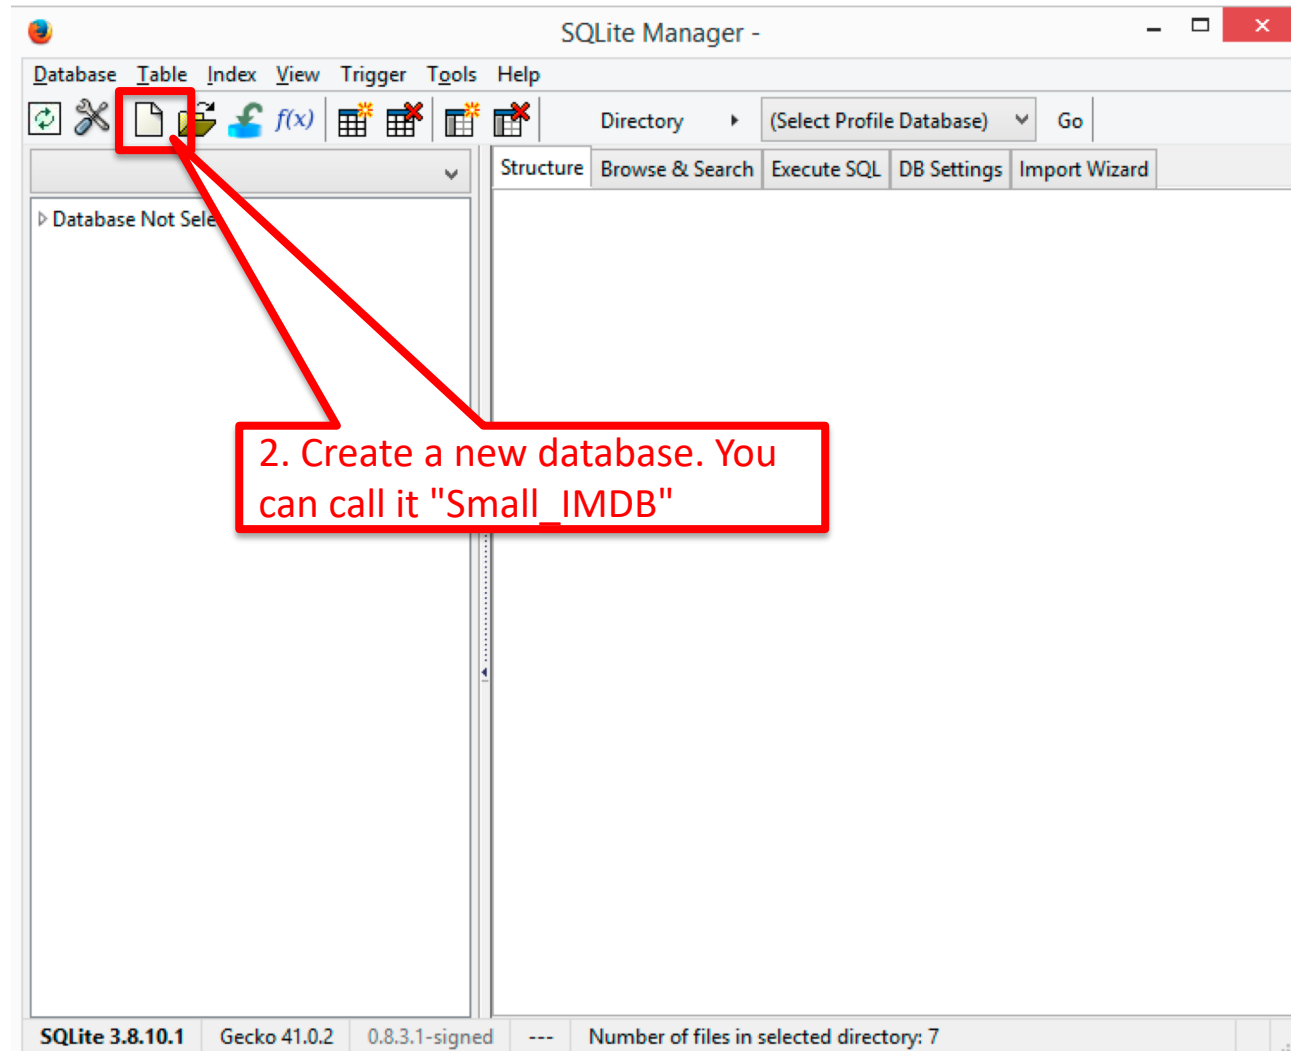 SQLite Manager -
Database Table Index View Trigger Tools Help
f(x) Directory (Select Profile Database) Go
Structure Browse & Search Execute SQL DB Settings Import Wizard
Database Not Sele
2. Create a new database. You
can call it "Small_IMDB"
SQLite 3.8.10.1 Gecko 41.0.2 0.8.3.1-signed --- Number of files in selected directory: 7